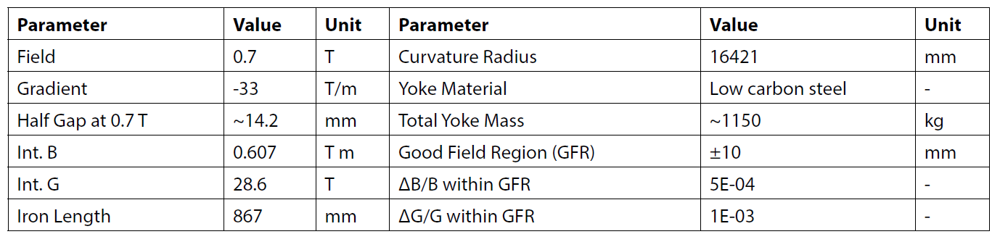 Parameter Value Unit Parameter Value Unit
Field 0.7 T Curvature Radius 16421 mm
Gradient -33 T/m Yoke Material Low carbon steel -
Half Gap at 0.7 T ~14.2 mm Total Yoke Mass ~1150 kg
Int. B 0.607 T m Good Field Region (GFR) ±10 mm
Int. G 28.6 T ΔB/B within GFR 5E-04 -
Iron Length 867 mm ΔG/G within GFR 1E-03 -